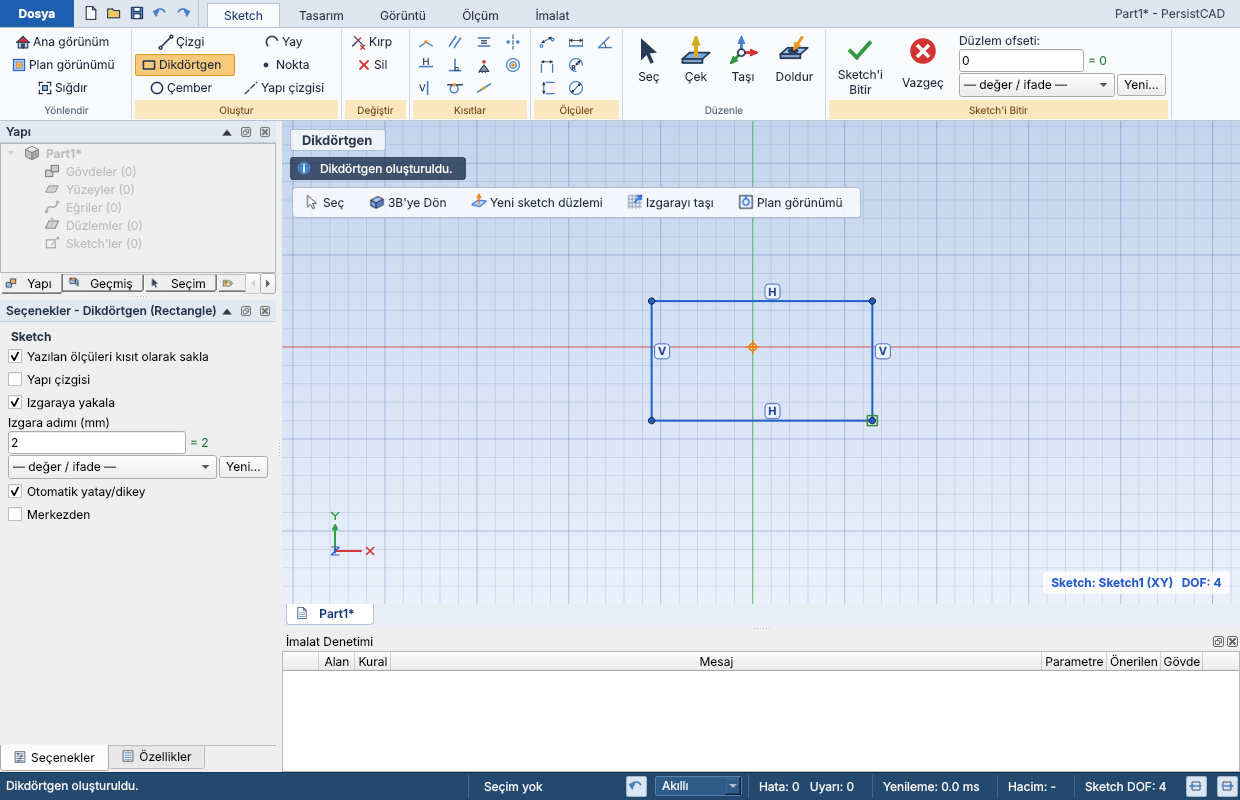 Dosya
Sketch
Tasarım
Görüntü
Ölçüm
İmalat
Part1* - PersistCAD
Ana görünüm
Plan görünümü
Sığdır
Yönlendir
Çizgi
Yay
Dikdörtgen
Nokta
Çember
Yapı çizgisi
Oluştur
Kırp
Sil
Değiştir
Kısıtlar
Ölçüler
Seç
Çek
Taşı
Doldur
Düzenle
Sketch'i
Bitir
Vazgeç
Düzlem ofseti:
0
= 0
— değer / ifade —
Yeni...
Sketch'i Bitir
Yapı
Part1*
Gövdeler (0)
Yüzeyler (0)
Eğriler (0)
Düzlemler (0)
Sketch'ler (0)
Yapı
Geçmiş
Seçim
Seçenekler - Dikdörtgen (Rectangle)
Sketch
Yazılan ölçüleri kısıt olarak sakla
Yapı çizgisi
Izgaraya yakala
Izgara adımı (mm)
2
= 2
— değer / ifade —
Yeni...
Otomatik yatay/dikey
Merkezden
Seçenekler
Özellikler
Dikdörtgen
Dikdörtgen oluşturuldu.
Seç
3B'ye Dön
Yeni sketch düzlemi
Izgarayı taşı
Plan görünümü
H
V
V
H
Y
Z
X
Sketch: Sketch1 (XY) DOF: 4
Part1*
İmalat Denetimi
Alan
Kural
Mesaj
Parametre
Önerilen
Gövde
Dikdörtgen oluşturuldu.
Seçim yok
Akıllı
Hata: 0
Uyarı: 0
Yenileme: 0.0 ms
Hacim: -
Sketch DOF: 4